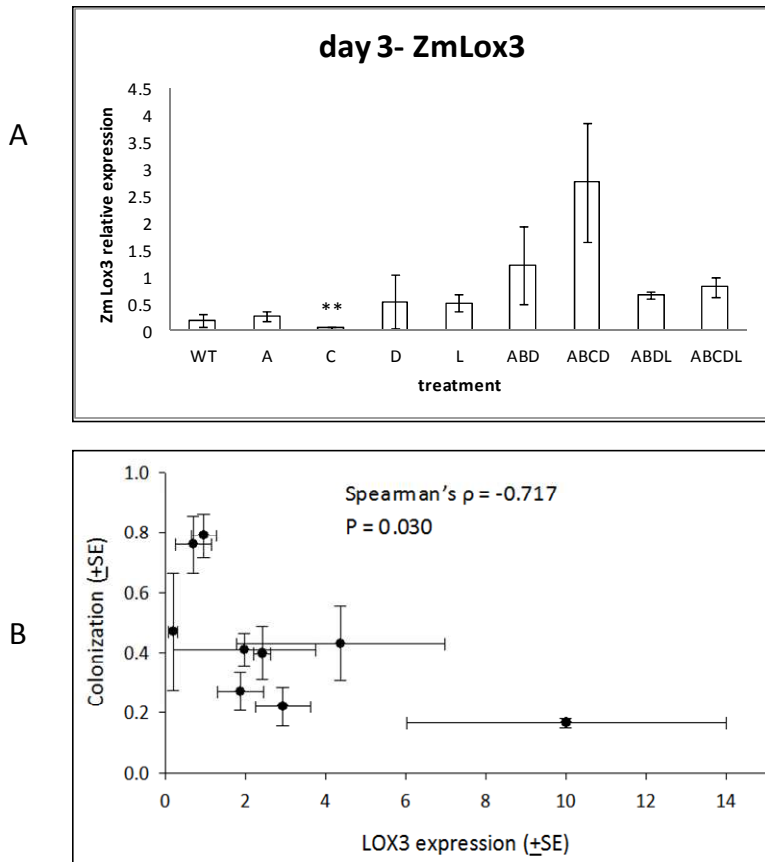 A
day 3- ZmLox3
Zm Lox3 relative expression
4.5
4
3.5
3
2.5
2
1.5
1
0.5
0
**
WT A C D L ABD ABCD ABDL ABCDL
treatment
B
Spearman's ρ = -0.717
P = 0.030
Colonization (±SE)
1.0
0.8
0.6
0.4
0.2
0.0
0 2 4 6 8 10 12 14
LOX3 expression (±SE)